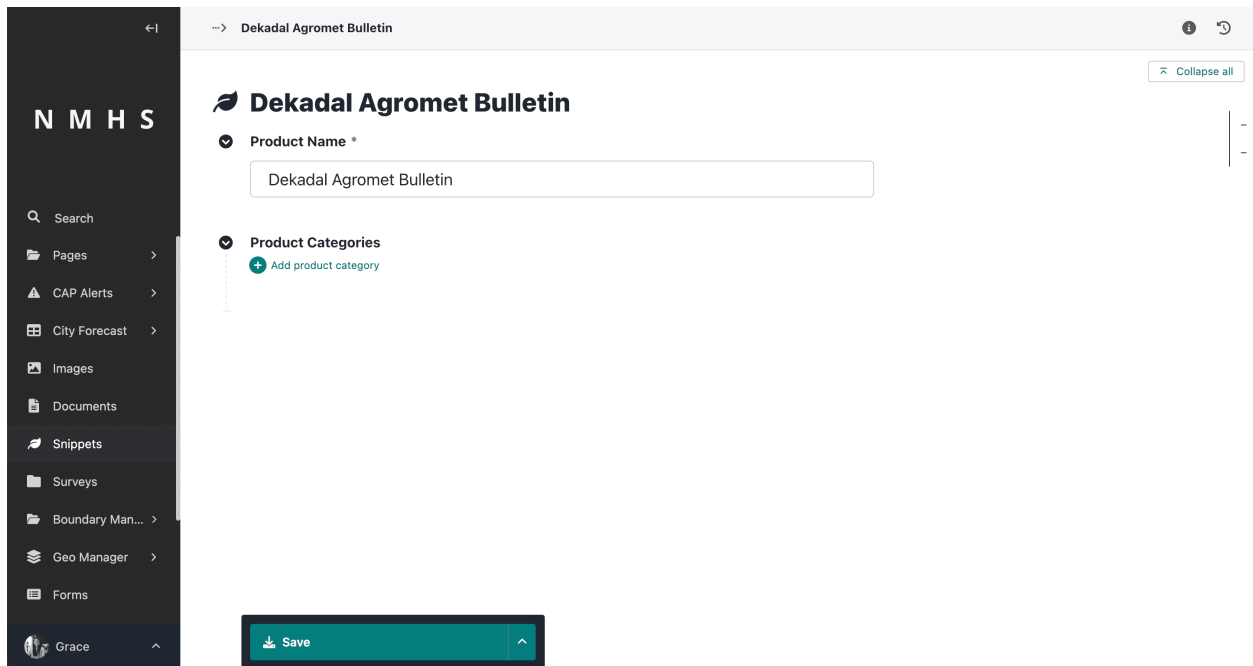 Dekadal Agromet Bulletin
Collapse all
N M H S
Dekadal Agromet Bulletin
Product Name *
Dekadal Agromet Bulletin
Product Categories
Add product category
Search
Pages
CAP Alerts
City Forecast
Images
Documents
Snippets
Surveys
Boundary Man...
Geo Manager
Forms
Grace
Save